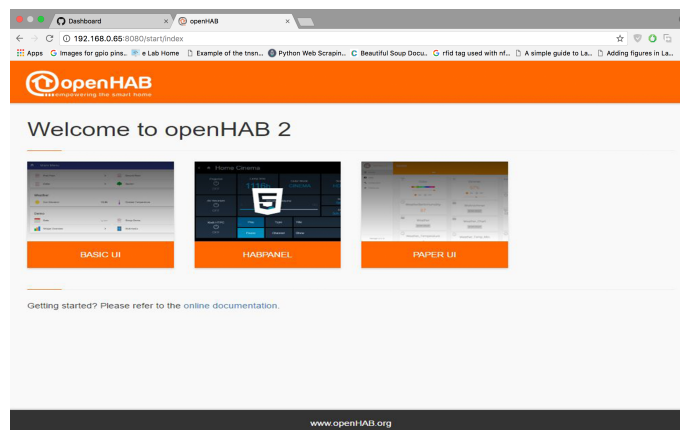 Dashboard
openHAB
192.168.0.65:8080/start/index
Apps G Images for gpio pins.. e Lab Home Example of the tnsn... Python Web Scrapin... C Beautiful Soup Docu.. G rfid tag used with nf... A simple guide to La... Adding figures in La...
openHAB
empowering the smart home
Welcome to openHAB 2
Home Cinema
BASIC UI HABPANEL PAPER UI
Getting started? Please refer to the online documentation.
www.openHAB.org